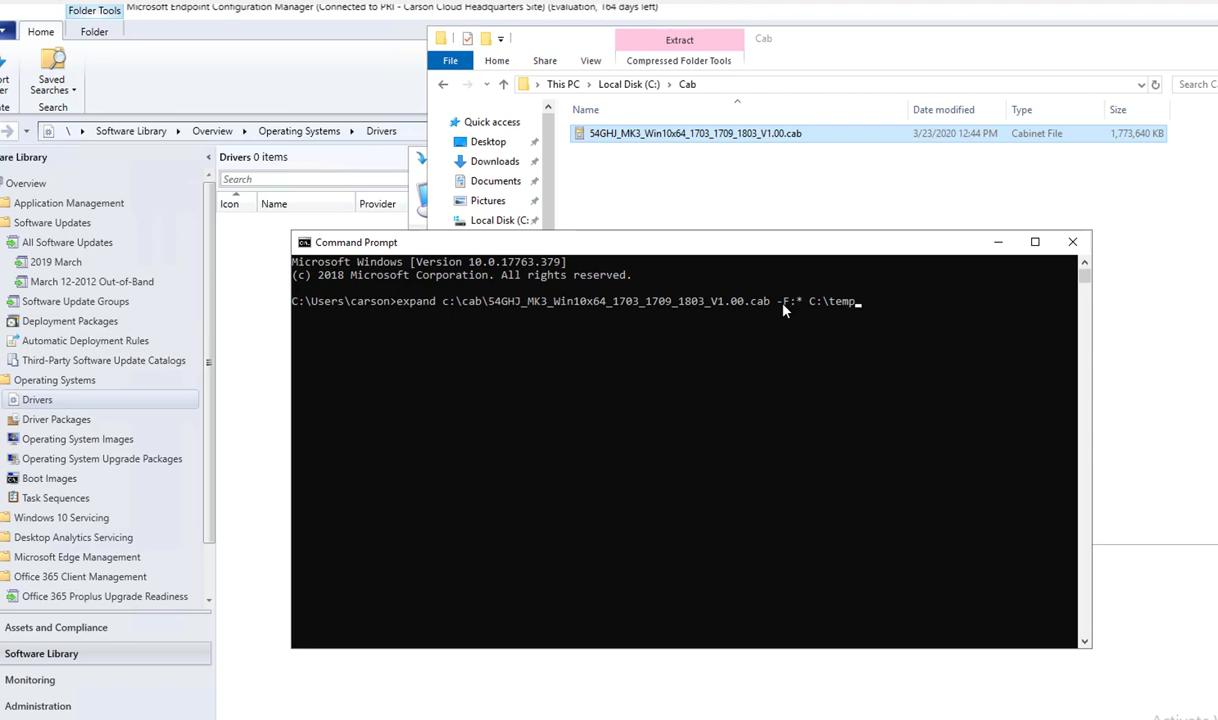 Folder Tools
Microsoft Endpoint Configuration Manager (Connected to PRI - Carson Cloud Headquarters Site) (Evaluation, 164 days left)
Home
Folder
Saved
Searches
Search
\
Software Library
Overview
Operating Systems
Drivers
Overview
Application Management
Software Updates
All Software Updates
2019 March
March 12-2012 Out-of-Band
Software Update Groups
Deployment Packages
Automatic Deployment Rules
Third-Party Software Update Catalogs
Operating Systems
Drivers
Driver Packages
Operating System Images
Operating System Upgrade Packages
Boot Images
Task Sequences
Windows 10 Servicing
Desktop Analytics Servicing
Microsoft Edge Management
Office 365 Client Management
Office 365 Proplus Upgrade Readiness
Assets and Compliance
Software Library
Monitoring
Administration
Drivers 0 items
Search
Icon
Name
Provider
Extract
Cab
File
Home
Share
View
Compressed Folder Tools
This PC
Local Disk (C:)
Cab
Search C
Quick access
Desktop
Downloads
Documents
Pictures
Local Disk (C:
Name
Date modified
Type
Size
54GHJ_MK3_Win10x64_1703_1709_1803_V1.00.cab
3/23/2020 12:44 PM
Cabinet File
1,773,640 KB
Command Prompt
Microsoft Windows [Version 10.0.17763.379]
(c) 2018 Microsoft Corporation. All rights reserved.
C:\Users\carson>expand c:\cab\54GHJ_MK3_Win10x64_1703_1709_1803_V1.00.cab -F:* C:\temp_